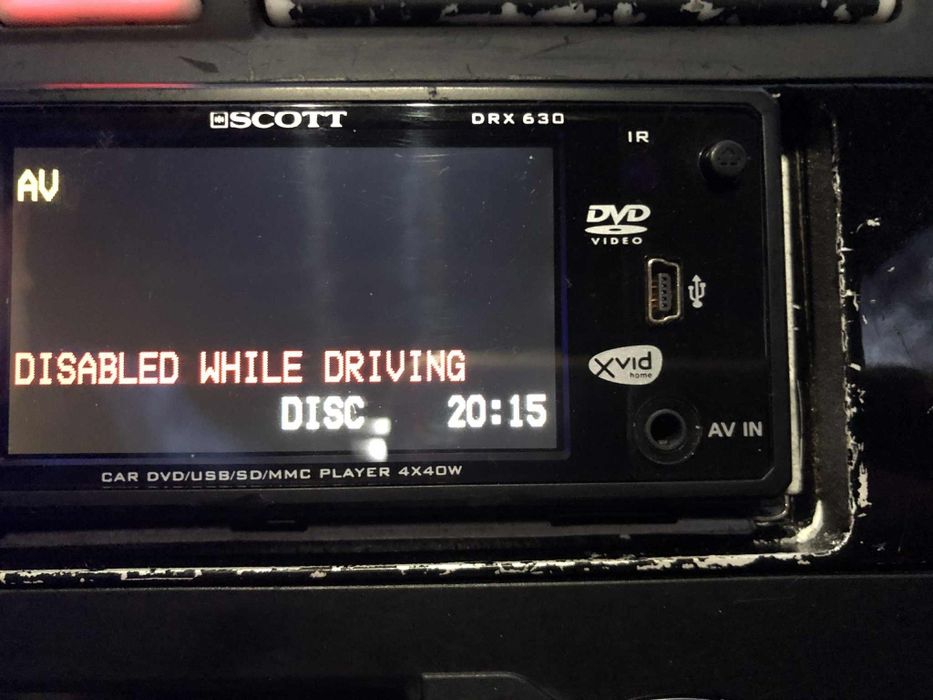 SCOTT
DRX 630
IR
AV
DVD
VIDEO
DISABLED WHILE DRIVING
xvid
home
DISC
20:15
AV IN
CAR DVD/USB/SD/MMC PLAYER 4X40W